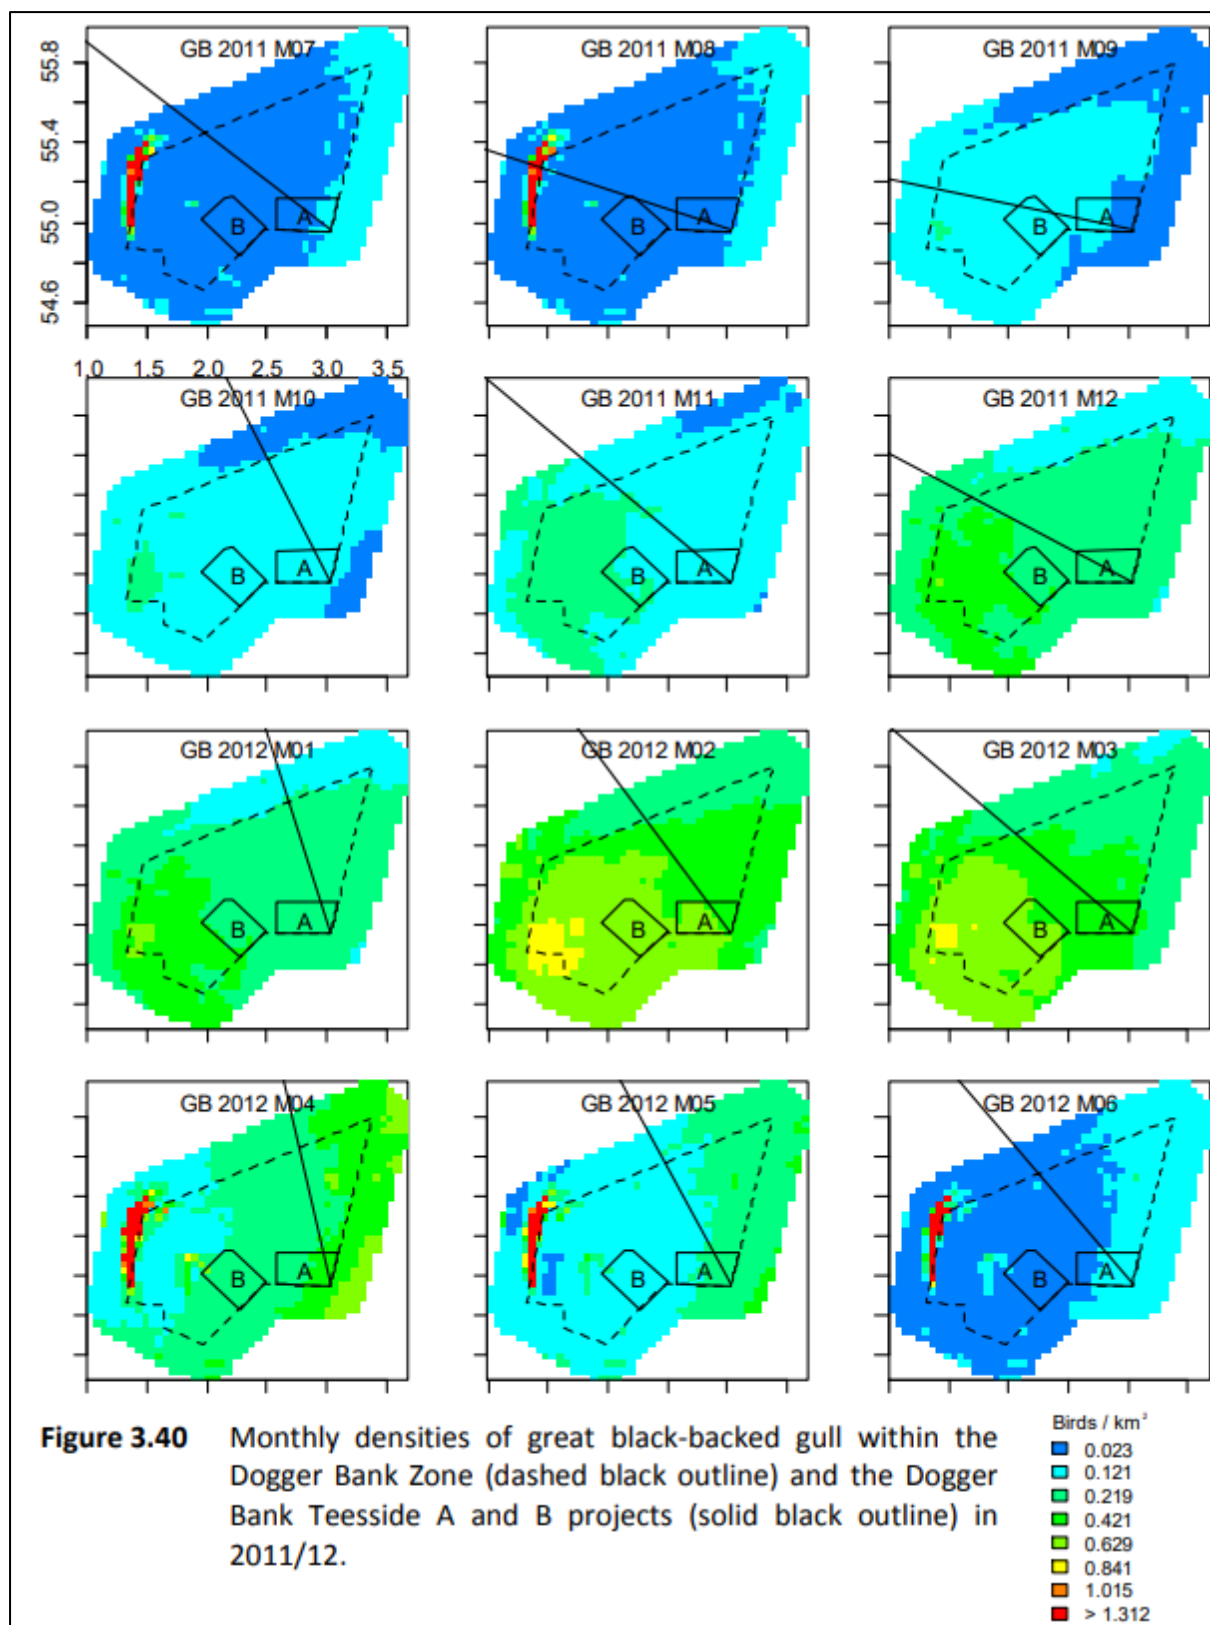 GB 2011 M07
GB 2011 M08
GB 2011 M09
55.8
55.4
55.0
54.6
A
B
A
B
A
B
1.0 1.5 2.0 2.5 3.0 3.5
GB 2011 M10
GB 2011 M11
GB 2011 M12
A
B
A
B
A
B
GB 2012 M01
GB 2012 M02
GB 2012 M03
A
B
A
B
A
B
GB 2012 M04
GB 2012 M05
GB 2012 M06
A
B
A
B
A
B
Figure 3.40 Monthly densities of great black-backed gull within the
Dogger Bank Zone (dashed black outline) and the Dogger
Bank Teesside A and B projects (solid black outline) in
2011/12.
Birds / km²
0.023
0.121
0.219
0.421
0.629
0.841
1.015
> 1.312